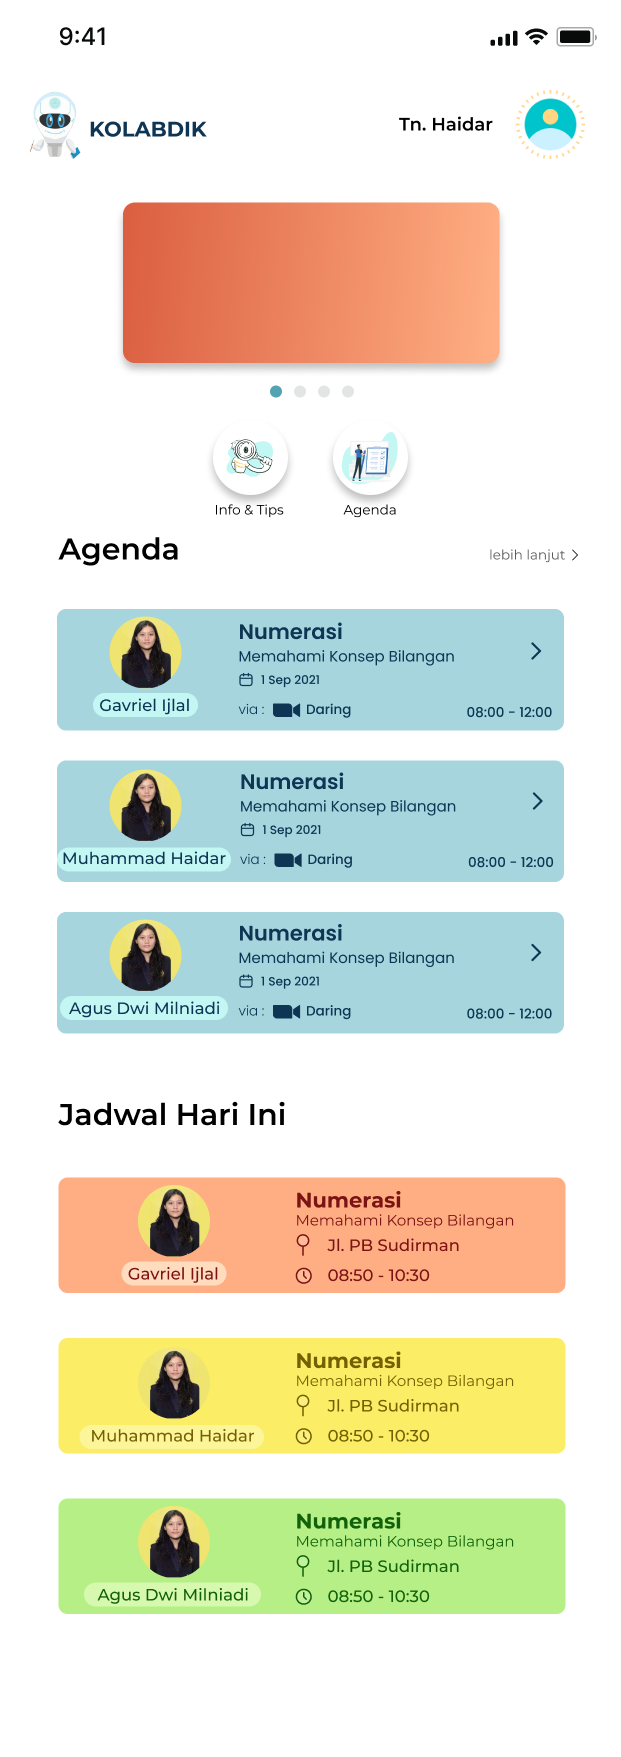 9:41
KOLABDIK
Tn. Haidar
Info & Tips
Agenda
Agenda
lebih lanjut
Numerasi
Memahami Konsep Bilangan
1 Sep 2021
Gavriel Ijlal
via :
Daring
08:00 - 12:00
Numerasi
Memahami Konsep Bilangan
1 Sep 2021
Muhammad Haidar
via :
Daring
08:00 - 12:00
Numerasi
Memahami Konsep Bilangan
1 Sep 2021
Agus Dwi Milniadi
via :
Daring
08:00 - 12:00
Jadwal Hari Ini
Numerasi
Memahami Konsep Bilangan
Jl. PB Sudirman
Gavriel Ijlal
08:50 - 10:30
Numerasi
Memahami Konsep Bilangan
Jl. PB Sudirman
Muhammad Haidar
08:50 - 10:30
Numerasi
Memahami Konsep Bilangan
Jl. PB Sudirman
Agus Dwi Milniadi
08:50 - 10:30